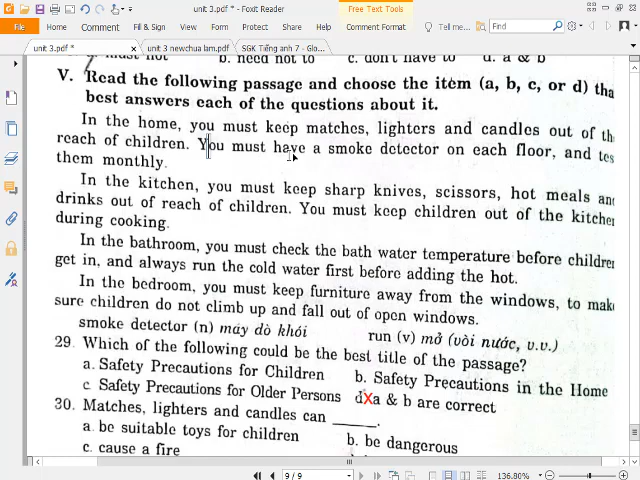 unit 3.pdf * - Foxit Reader
Free Text Tools
File Home Comment Fill & Sign View Form Protect Share Help Comment Format Tell me... Find
unit 3.pdf * unit 3 newchua lam.pdf... SGK Tiếng anh 7 - Glo...
b. need not to c. don't have to d. a & b
V. Read the following passage and choose the item (a, b, c, or d) tha
best answers each of the questions about it.
In the home, you must keep matches, lighters and candles out of th
reach of children. You must have a smoke detector on each floor, and tes
them monthly.
In the kitchen, you must keep sharp knives, scissors, hot meals and
drinks out of reach of children. You must keep children out of the kitchen
during cooking.
In the bathroom, you must check the bath water temperature before children
get in, and always run the cold water first before adding the hot.
In the bedroom, you must keep furniture away from the windows, to make
sure children do not climb up and fall out of open windows.
smoke detector (n) máy dò khói run (v) mở (vòi nước, v.v.)
29. Which of the following could be the best title of the passage?
a. Safety Precautions for Children b. Safety Precautions in the Home
c. Safety Precautions for Older Persons dXa & b are correct
30. Matches, lighters and candles can _____.
a. be suitable toys for children b. be dangerous
c. cause a fire
9 / 9 136.80%